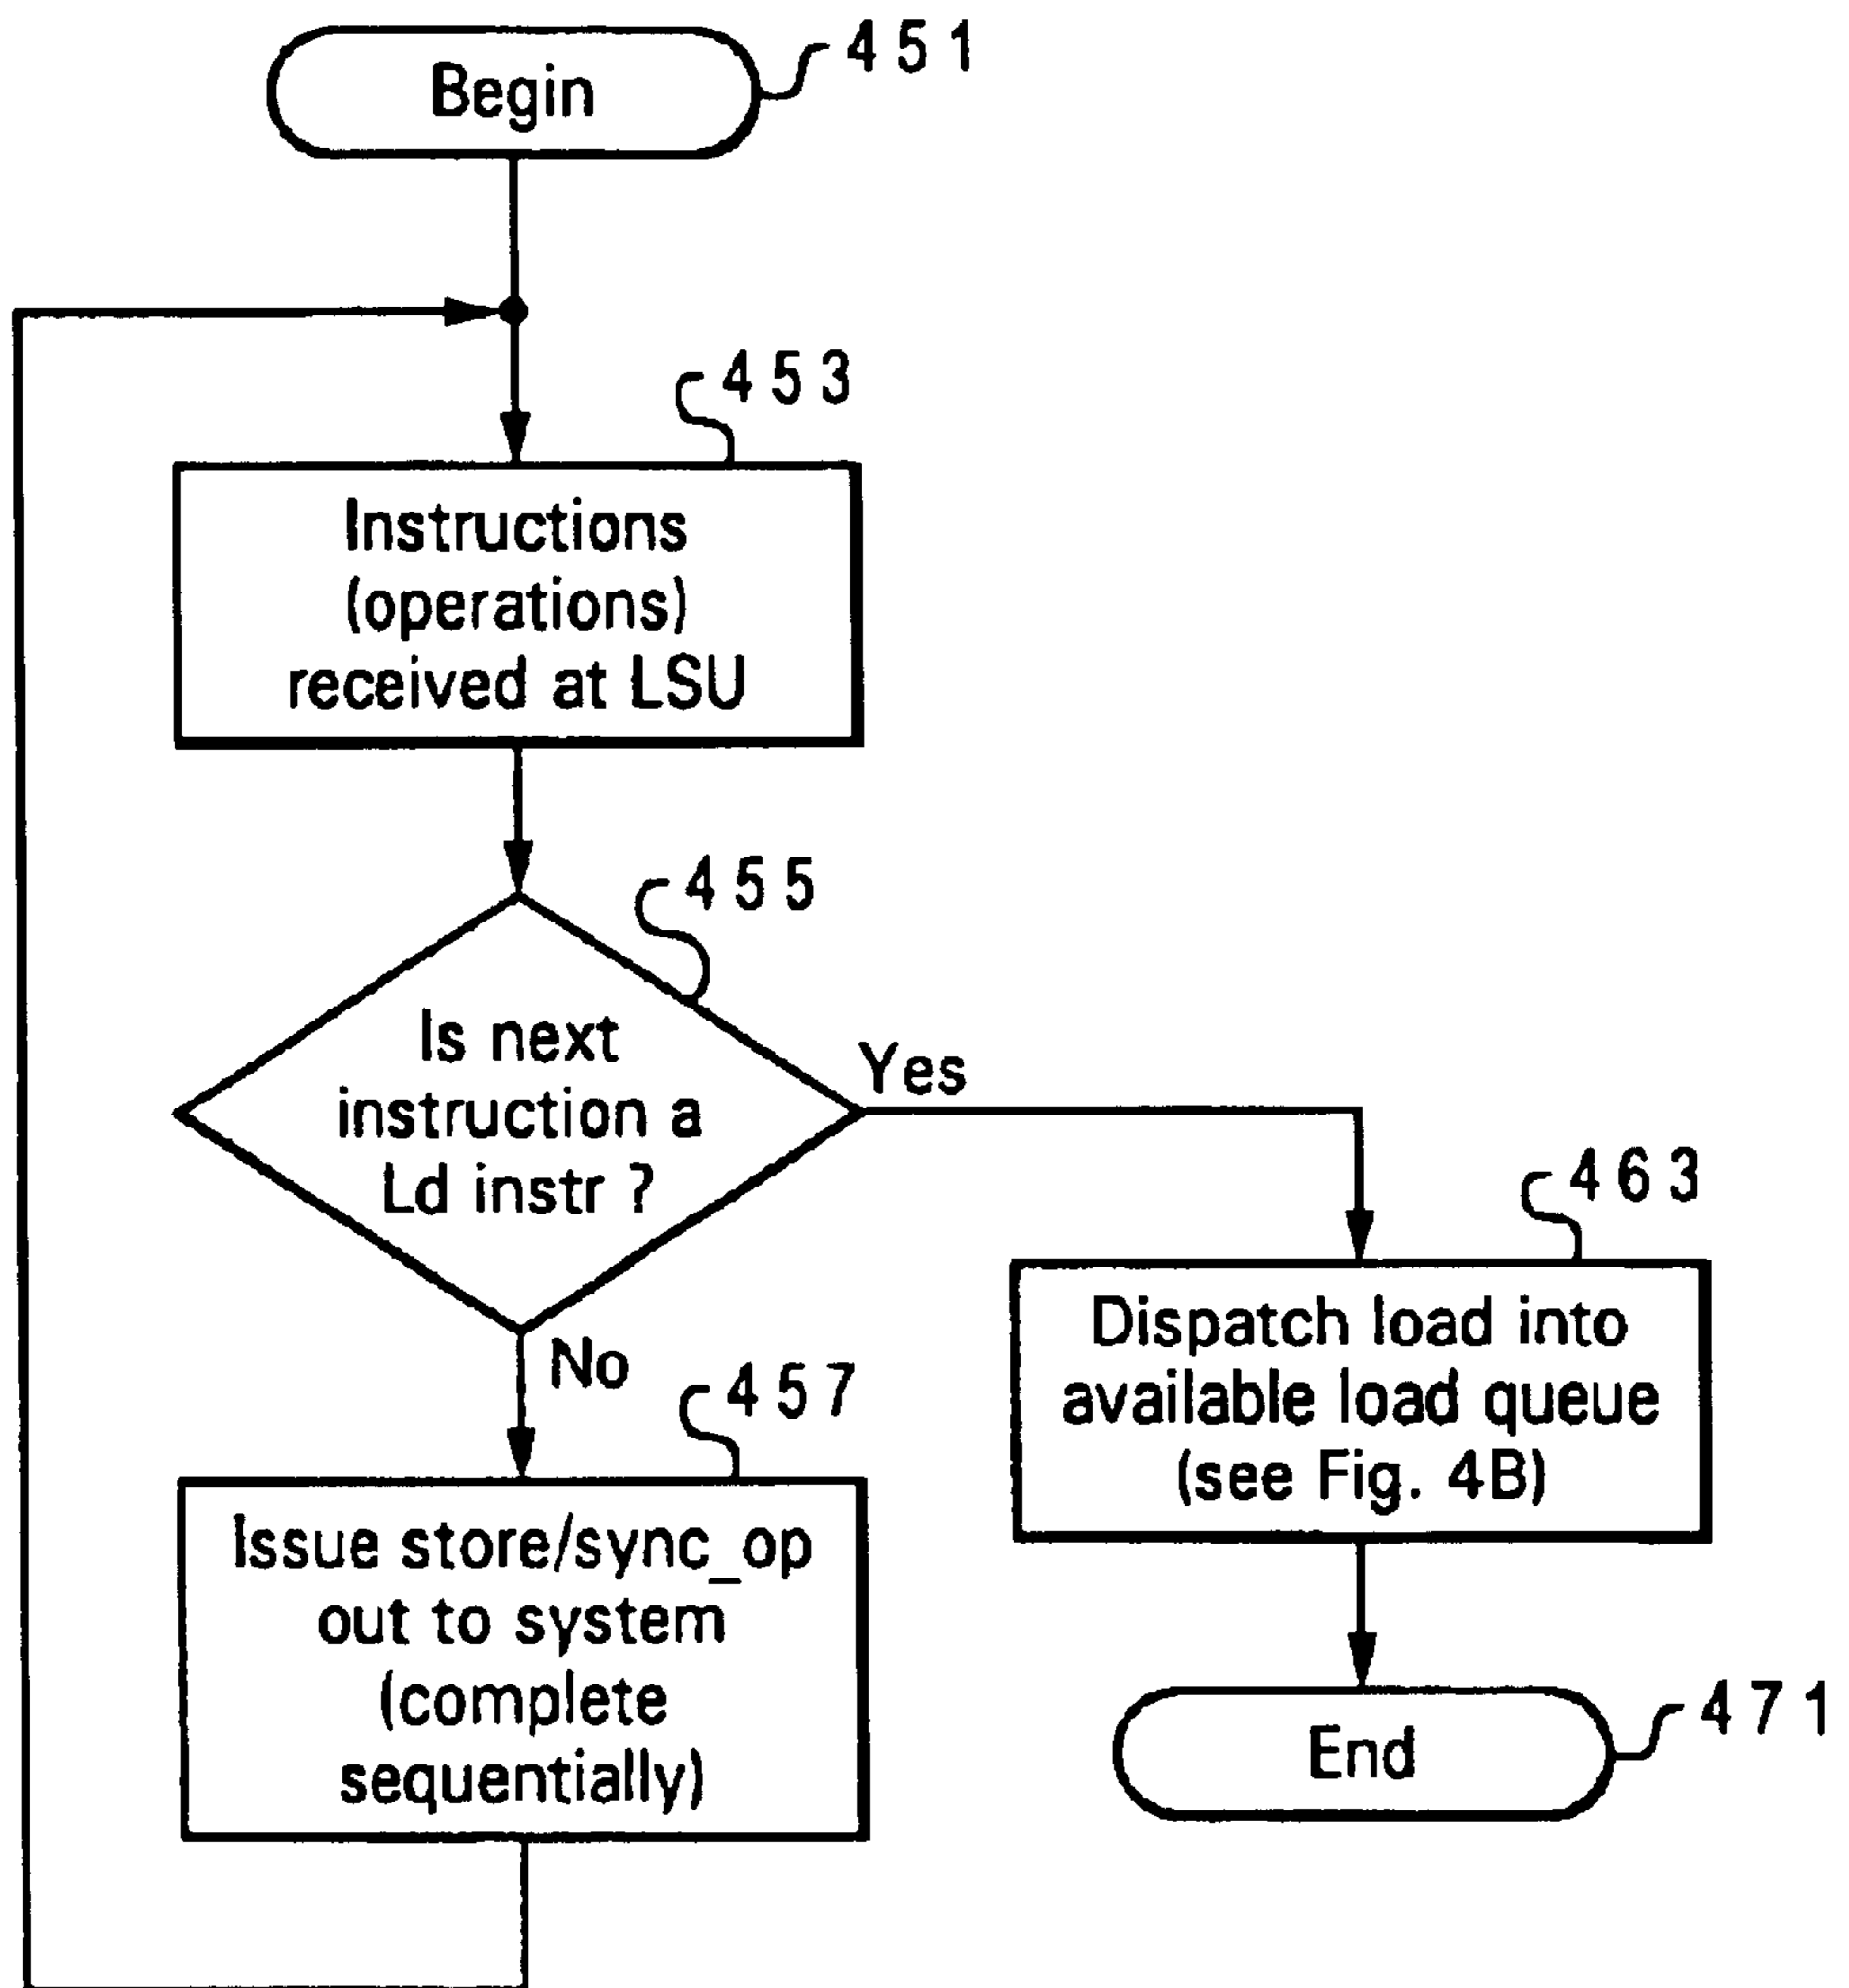 Begin
451
453
Instructions
(operations)
received at LSU
455
Is next
instruction a
Ld instr ?
Yes
No
463
Dispatch load into
available load queue
(see Fig. 4B)
457
Issue store/sync_op
out to system
(complete
sequentially)
End
471